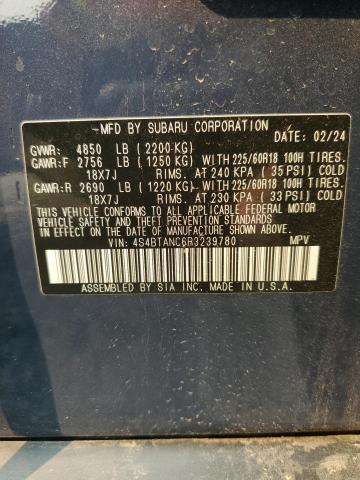 MFD BY SUBARU CORPORATION DATE: 02/24
GVWR: 4850 LB (2200 KG)
GAWR:F 2756 LB (1250 KG) WITH 225/60R18 100H TIRES.
18X7J RIMS. AT 240 KPA ( 35 PSI) COLD
GAWR:R 2690 LB (1220 KG) WITH 225/60R18 100H TIRES.
18X7J RIMS. AT 230 KPA ( 33 PSI) COLD
THIS VEHICLE CONFORMS TO ALL APPLICABLE FEDERAL MOTOR
VEHICLE SAFETY AND THEFT PREVENTION STANDARDS
IN EFFECT ON THE DATE OF MANUFACTURE SHOWN ABOVE.
VIN: 4S4BTANC6R3239780 MPV
ASSEMBLED BY SIA INC. MADE IN U.S.A.